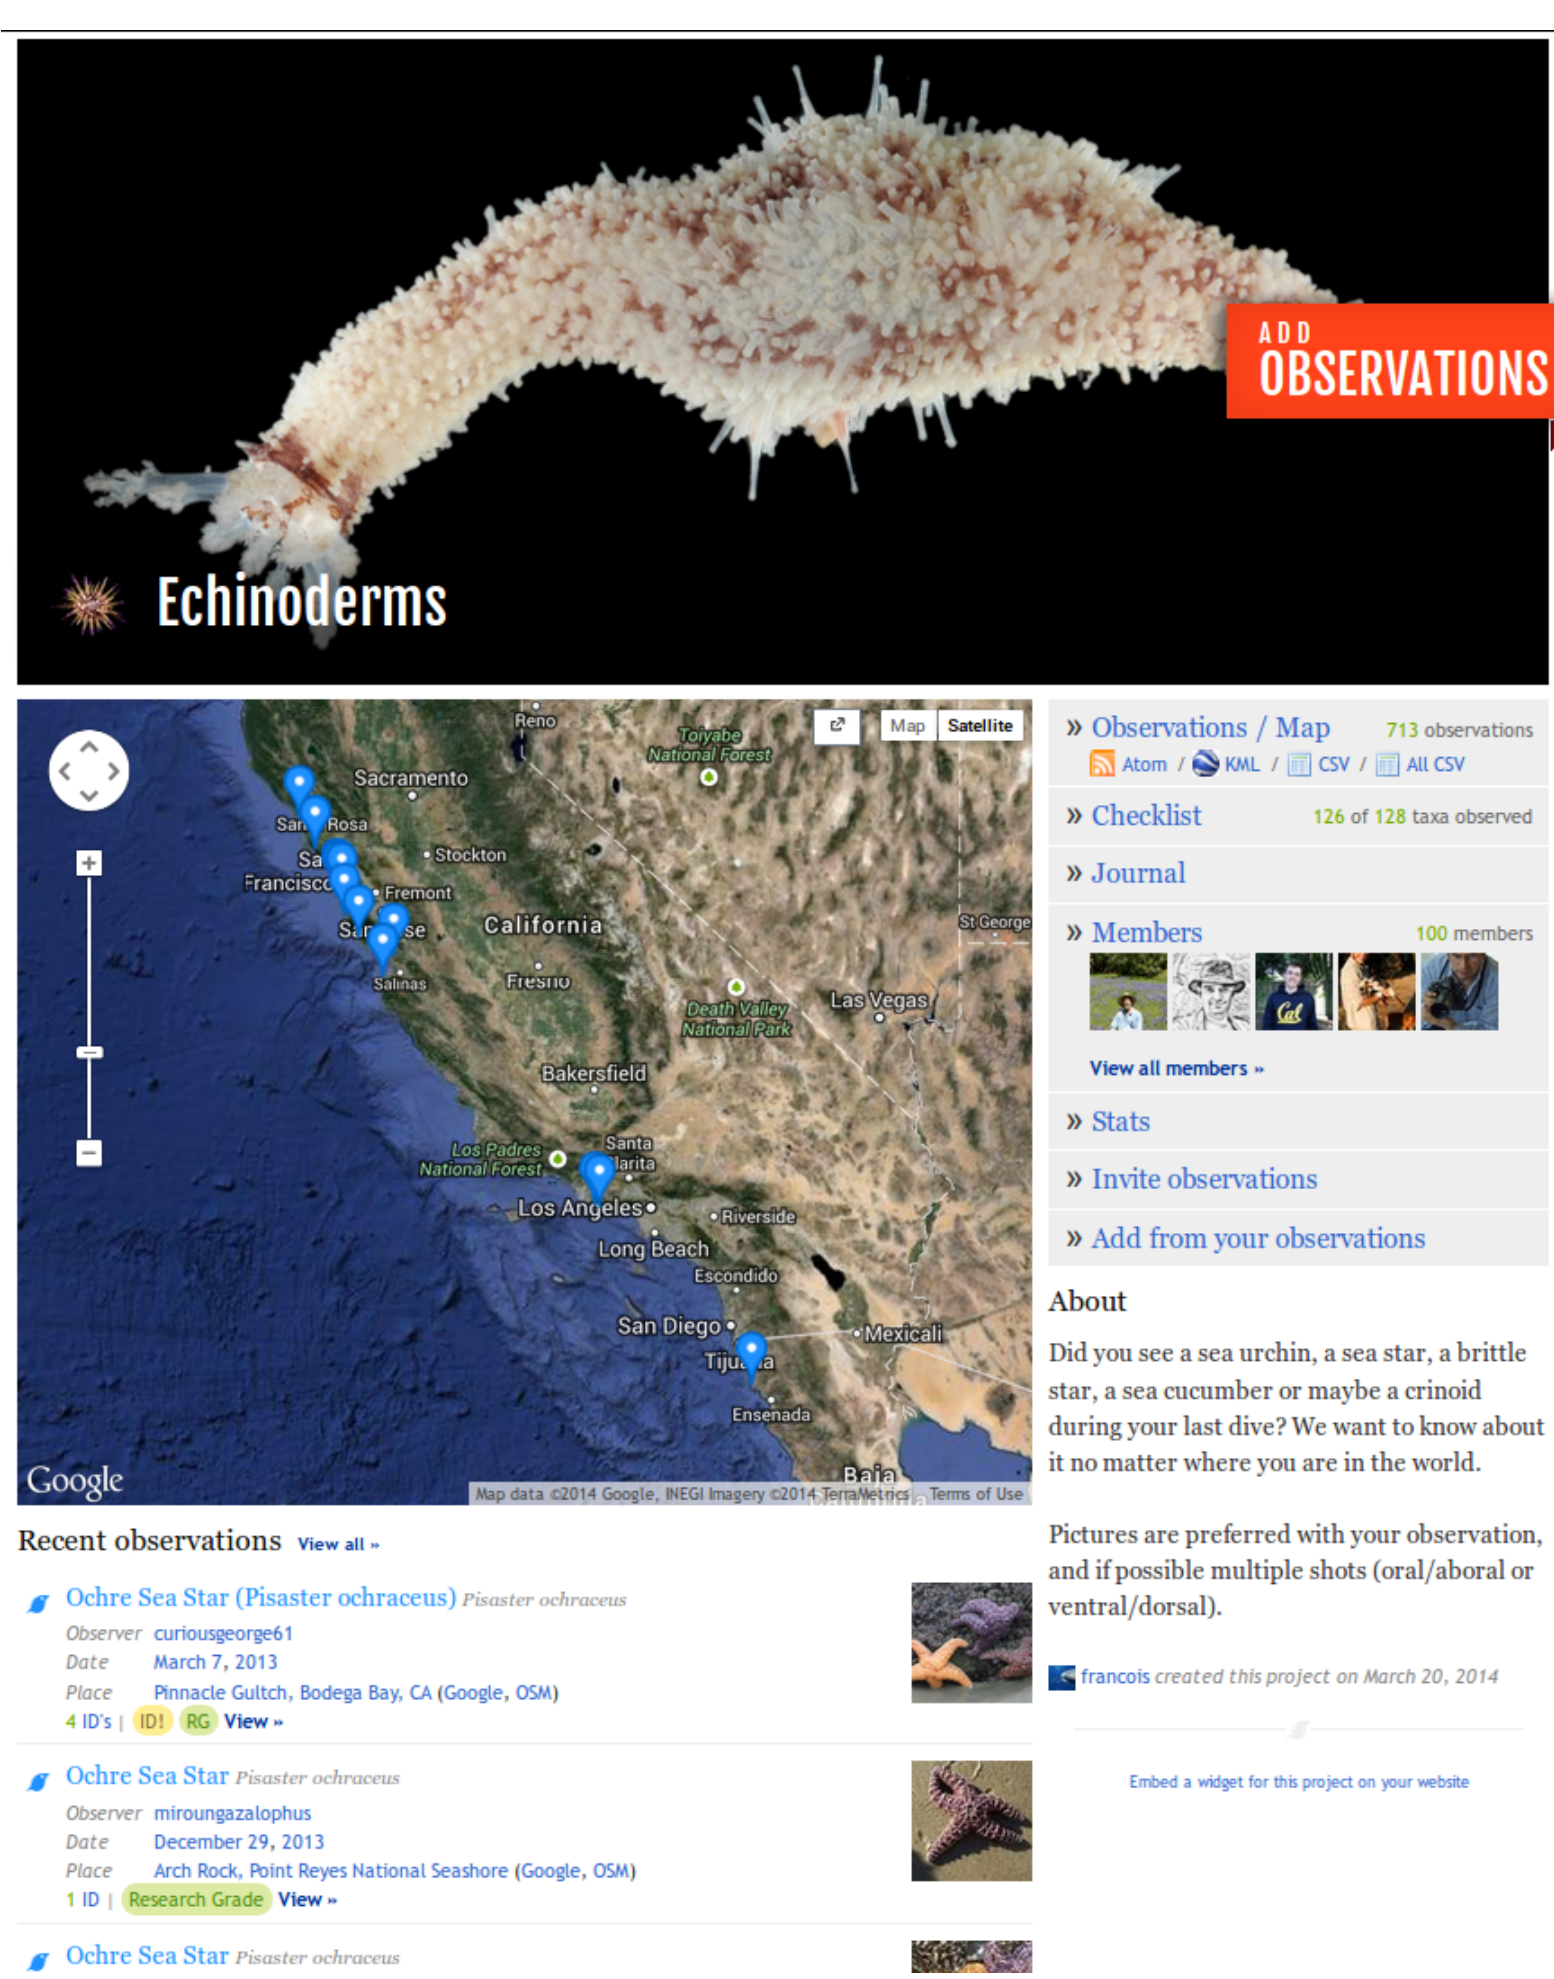 ADD
OBSERVATIONS
Echinoderms
Reno
Toiyabe
National Forest
Map
Satellite
Sacramento
Rosa
Stockton
Francisco
Fremont
California
St George
Salinas
Fresno
Death Valley
National Park
Las Vegas
Bakersfield
Los Padres
National Forest
Santa
Los Angeles
Riverside
Long Beach
Escondido
San Diego
Mexicali
Ensenada
Baja
Google
Map data ©2014 Google, INEGI Imagery ©2014 TerraMetrics
Terms of Use
» Observations / Map 713 observations
Atom / KML / CSV / All CSV
» Checklist 126 of 128 taxa observed
» Journal
» Members 100 members
Cal
View all members »
» Stats
» Invite observations
» Add from your observations
About
Did you see a sea urchin, a sea star, a brittle
star, a sea cucumber or maybe a crinoid
during your last dive? We want to know about
it no matter where you are in the world.
Pictures are preferred with your observation,
and if possible multiple shots (oral/aboral or
ventral/dorsal).
francois created this project on March 20, 2014
Embed a widget for this project on your website
Recent observations View all »
Ochre Sea Star (Pisaster ochraceus) Pisaster ochraceus
Observer curiousgeorge61
Date March 7, 2013
Place Pinnacle Gultch, Bodega Bay, CA (Google, OSM)
4 ID's | ID! RG View »
Ochre Sea Star Pisaster ochraceus
Observer miroungazalophus
Date December 29, 2013
Place Arch Rock, Point Reyes National Seashore (Google, OSM)
1 ID | Research Grade View »
Ochre Sea Star Pisaster ochraceus